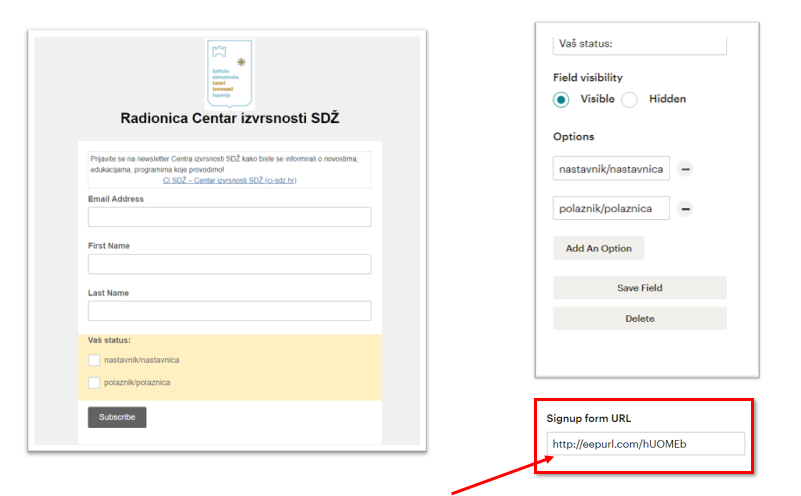 Splitsko
dalmatinska
Centri
izvrsnosti
županija
Radionica Centar izvrsnosti SDŽ
Prijavite se na newsletter Centra izvrsnosti SDŽ kako biste se informirali o novostima,
edukacijama, programima koje provodimo!
CI SDŽ – Centar izvrsnosti SDŽ (ci-sdz.hr)
Email Address
First Name
Last Name
Vaš status:
nastavnik/nastavnica
polaznik/polaznica
Subscribe
Vaš status:
Field visibility
Visible
Hidden
Options
nastavnik/nastavnica
polaznik/polaznica
Add An Option
Save Field
Delete
Signup form URL
http://eepurl.com/hUOMEb